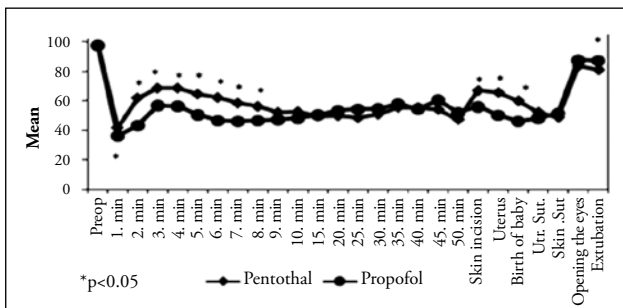 Mean
100
80
60
40
20
0
* * * * * * * * * * * *
Preop
1. min
2. min
3. min
4. min
5. min
6. min
7. min
8. min
9. min
10. min
15. min
20. min
25. min
30. min
35. min
40. min
45. min
50. min
Skin incision
Uterus
Birth of baby
Utr. Sut.
Skin .Sut
Opening the eyes
Extubation
*p<0.05
Pentothal
Propofol